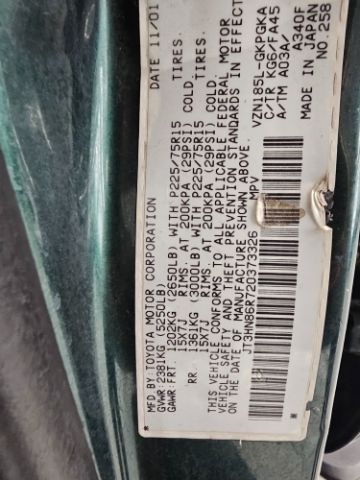 * MFD BY TOYOTA MOTOR CORPORATION DATE 11/01
GVWR:2381KG (5250LB)
GAWR:FRT. 1202KG (2650LB) WITH P225/75R15 TIRES.
15X7J RIMS. AT 200KPA (29PSI) COLD.
RR. 1361KG (3000LB) WITH P225/75R15 TIRES.
15X7J RIMS. AT 200KPA (29PSI) COLD.
THIS VEHICLE CONFORMS TO ALL APPLICABLE FEDERAL MOTOR
VEHICLE SAFETY AND THEFT PREVENTION STANDARDS IN EFFECT
ON THE DATE OF MANUFACTURE SHOWN ABOVE.
JT3HN86R720373326 MPV
VZN185L-GKPGKA
C/TR KG6/FA45
A/TM A03A/
A340F
MADE IN JAPAN
NO.258
*